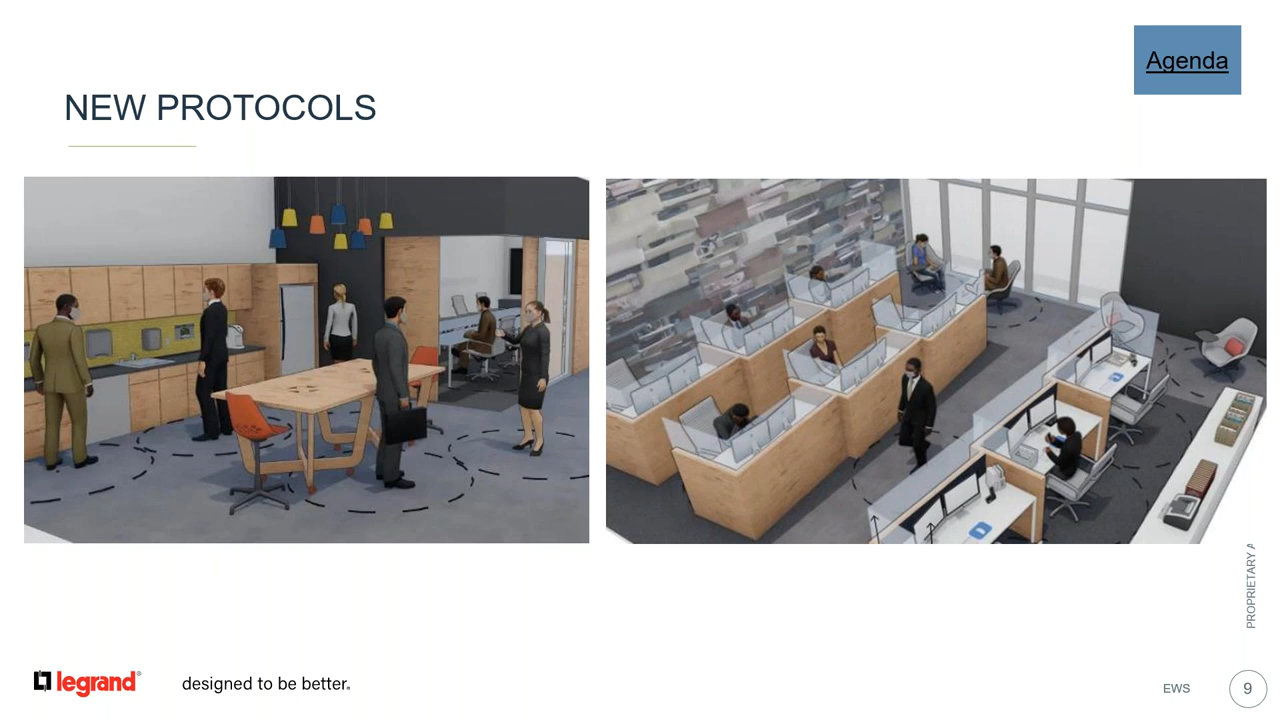 Agenda
NEW PROTOCOLS
PROPRIETARY
legrand®
designed to be better.
EWS
9